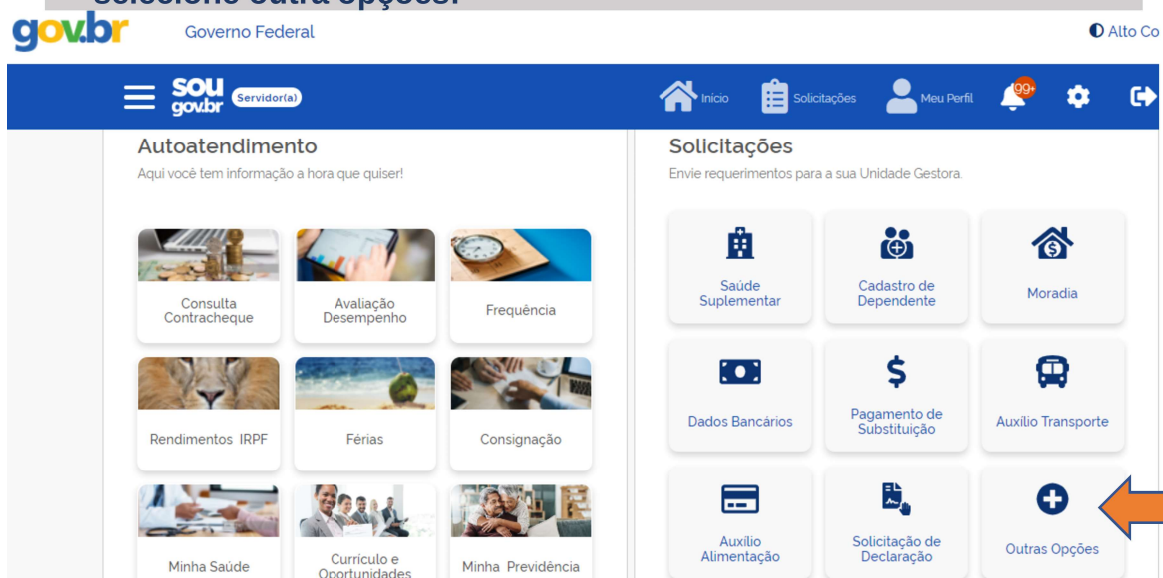 selecione outra opções.
gov.br
Governo Federal
Alto Co
sou
gov.br
Servidor(a)
Início
Solicitações
Meu Perfil
99+
Autoatendimento
Aqui você tem informação a hora que quiser!
Consulta
Contracheque
Avaliação
Desempenho
Frequência
Rendimentos IRPF
Férias
Consignação
Minha Saúde
Currículo e
Oportunidades
Minha Previdência
Solicitações
Envie requerimentos para a sua Unidade Gestora.
Saúde
Suplementar
Cadastro de
Dependente
Moradia
Dados Bancários
Pagamento de
Substituição
Auxílio Transporte
Auxílio
Alimentação
Solicitação de
Declaração
Outras Opções